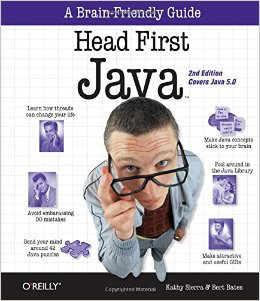 A Brain-Friendly Guide
Head First
Java
TM
2nd Edition
Covers Java 5.0
Learn how threads
can change your life
Make Java concepts
stick to your brain
Fool around in
the Java Library
Avoid embarassing
OO mistakes
Bend your mind
around 42
Java puzzles
Make attractive
and useful GUIs
O'REILLY®
Kathy Sierra & Bert Bates